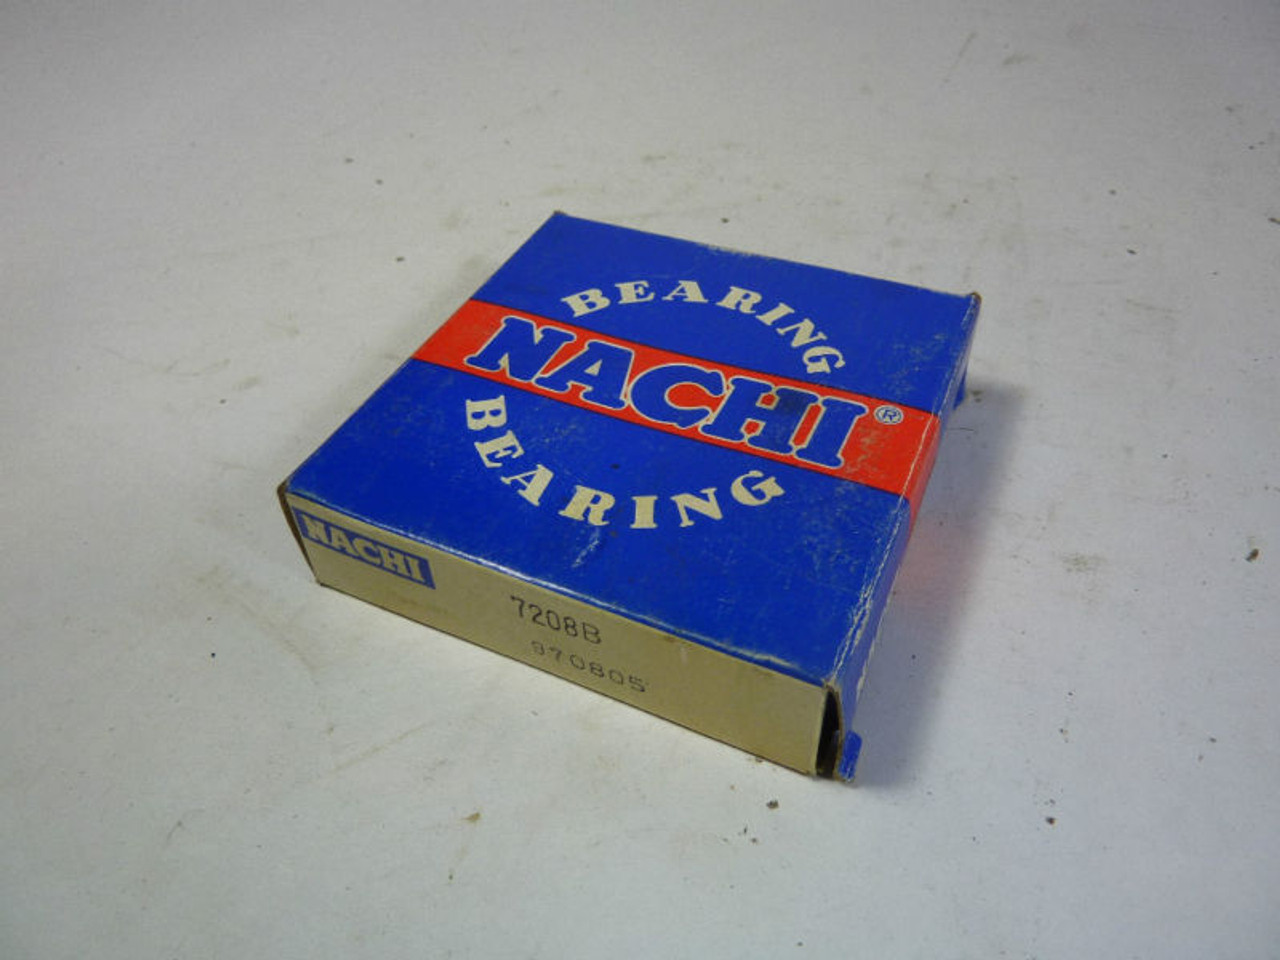 BEARING
NACHI®
BEARING
NACHI
7208B
970805